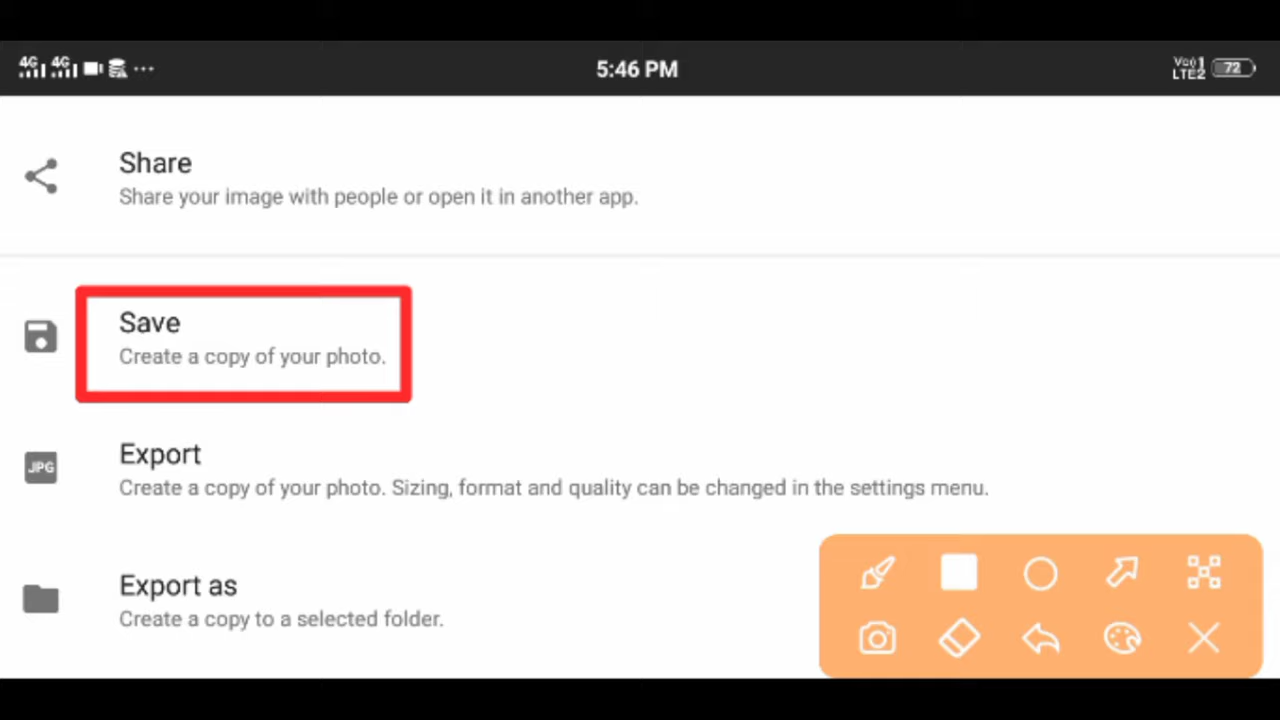 4G 4G 5:46 PM Vo) 1 LTE2 72
Share
Share your image with people or open it in another app.
Save
Create a copy of your photo.
JPG Export
Create a copy of your photo. Sizing, format and quality can be changed in the settings menu.
Export as
Create a copy to a selected folder.